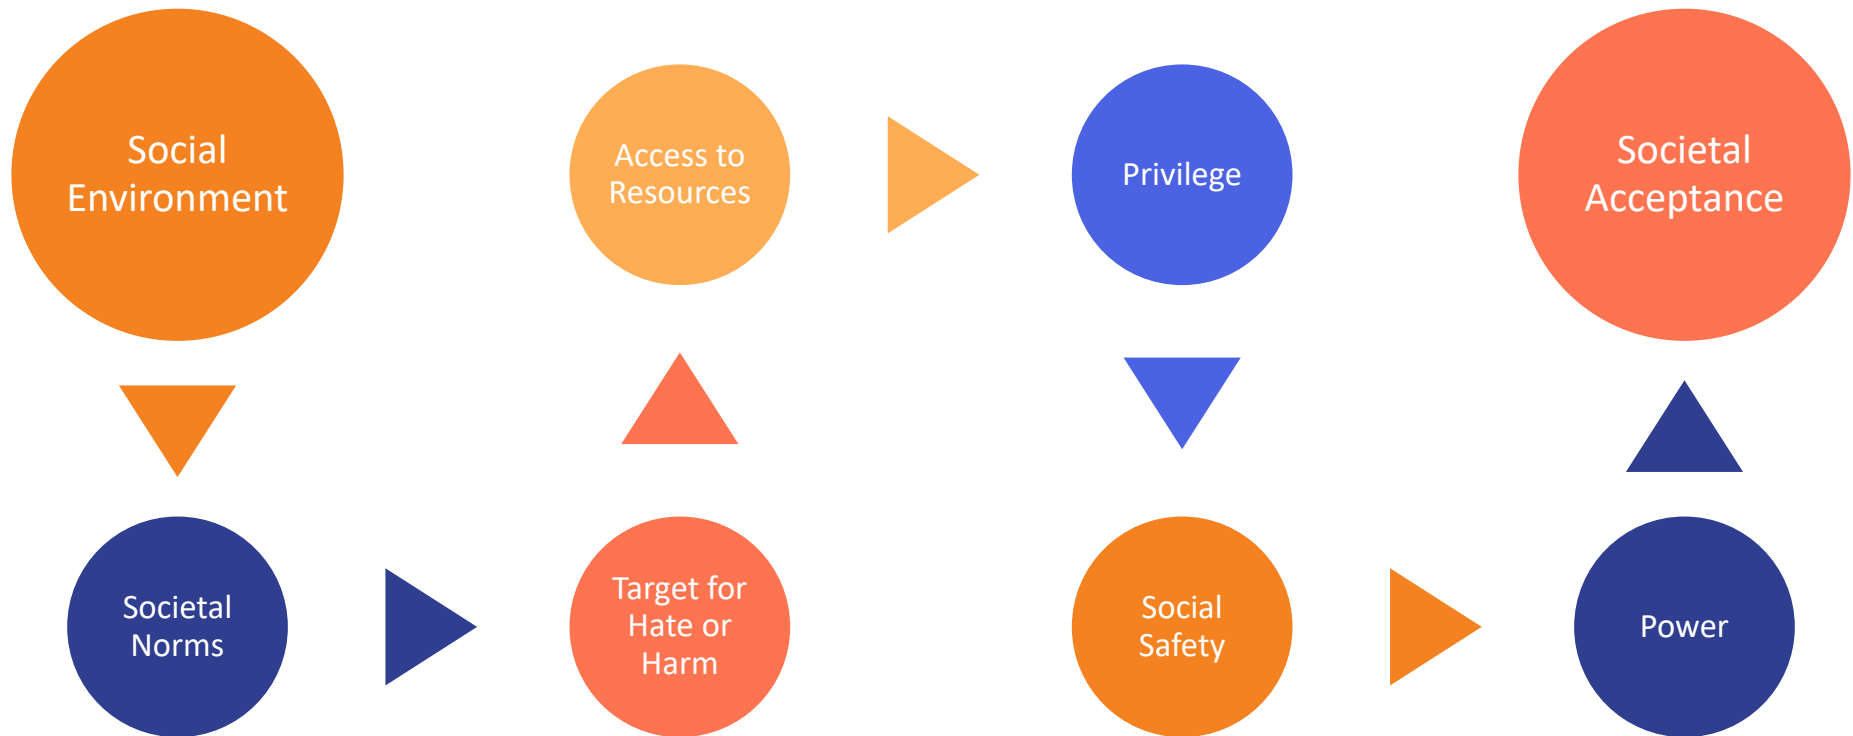 Social
Environment
Societal
Norms
Target for
Hate or
Harm
Access to
Resources
Privilege
Social
Safety
Power
Societal
Acceptance